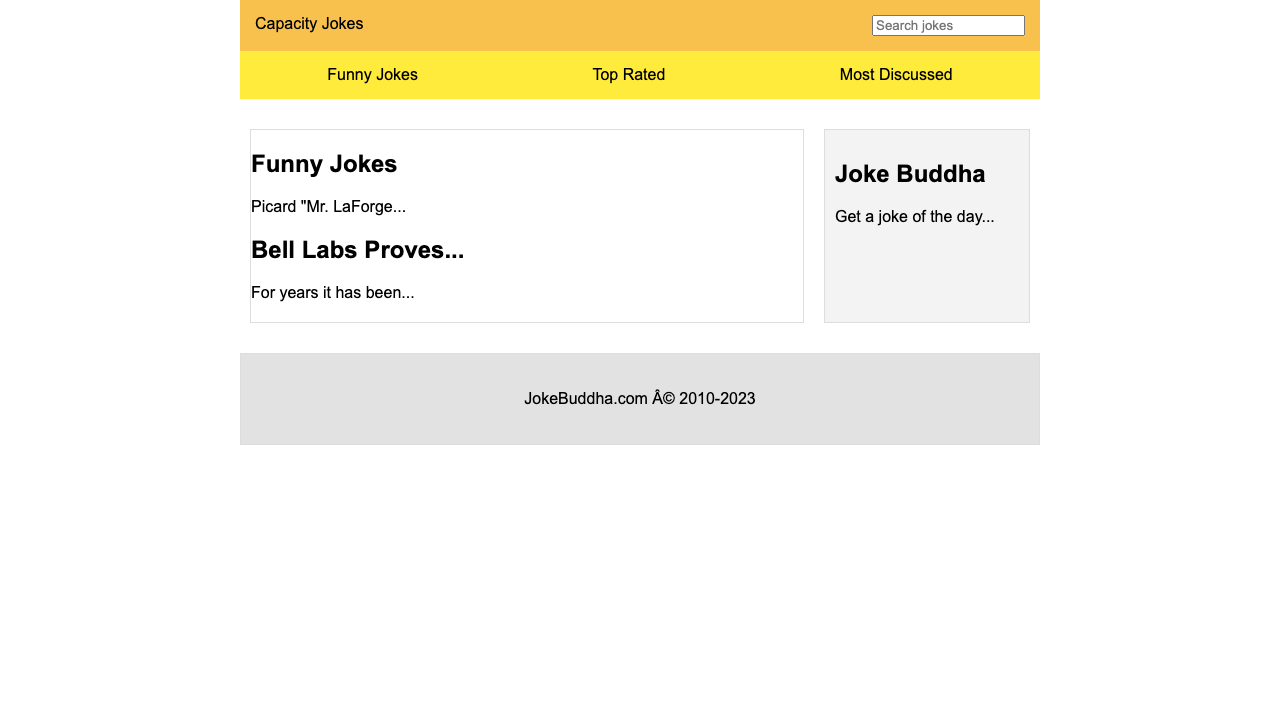 Capacity Jokes
Search jokes
Funny Jokes
Top Rated
Most Discussed
Funny Jokes
Picard "Mr. LaForge...
Bell Labs Proves...
For years it has been...
Joke Buddha
Get a joke of the day...
JokeBuddha.com Â© 2010-2023